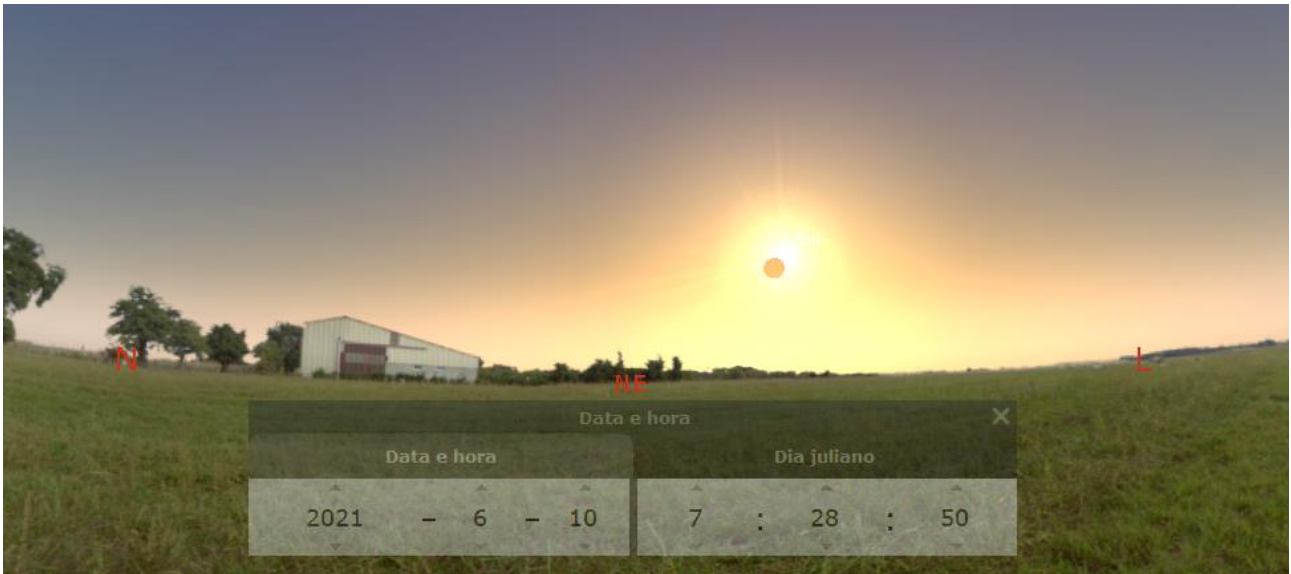 N
NE
L
Data e hora
Data e hora Dia juliano
2021 – 6 – 10 7 : 28 : 50